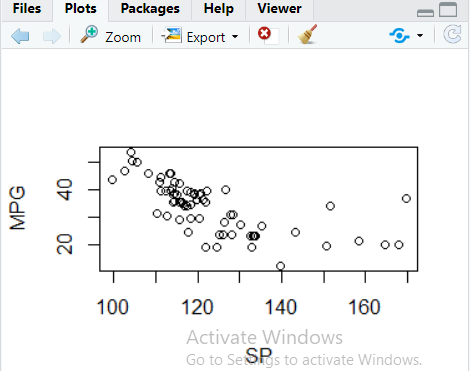 Files Plots Packages Help Viewer
Zoom Export
MPG
40
20
100 120 140 160
SP
Activate Windows
Go to Settings to activate Windows.